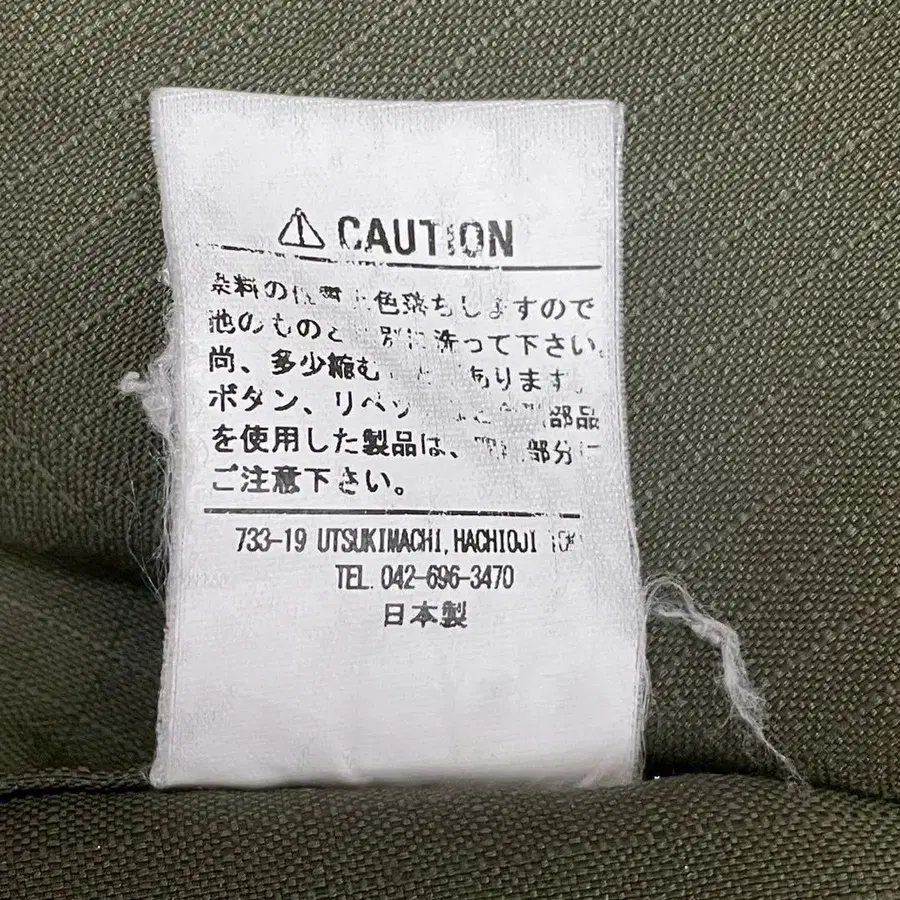 ⚠ CAUTION
染料の性質上色落ちしますので
他のものと 別に洗って下さい。
尚、多少縮む あります。
ボタン、リベッ 部品
を使用した製品は、 部分に
ご注意下さい。
733-19 UTSUKIMACHI, HACHIOJI
TEL. 042-696-3470
日本製